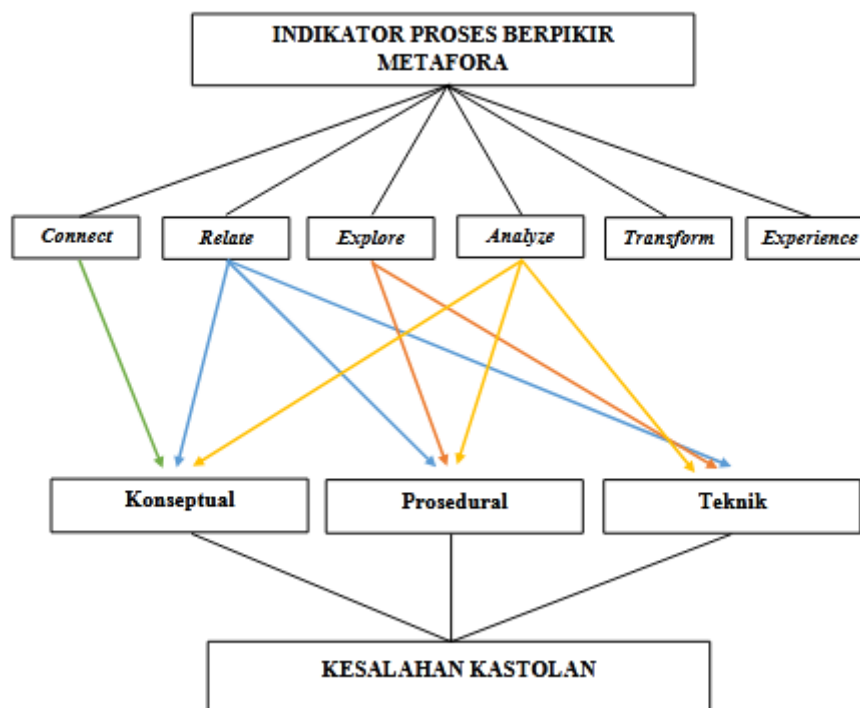 INDIKATOR PROSES BERPIKIR
METAFORA
Connect
Relate
Explore
Analyze
Transform
Experience
Konseptual
Prosedural
Teknik
KESALAHAN KASTOLAN